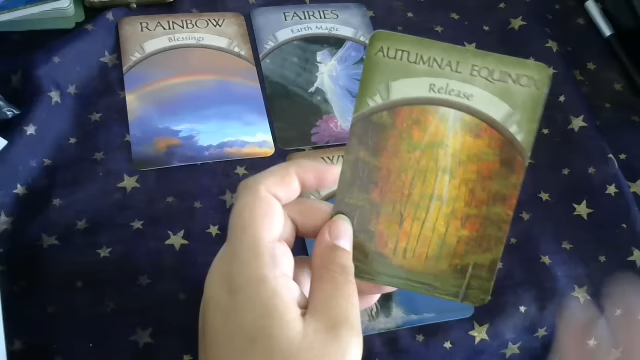 RAINBOW
Blessings
FAIRIES
Earth Magic
AUTUMNAL EQUINOX
Release